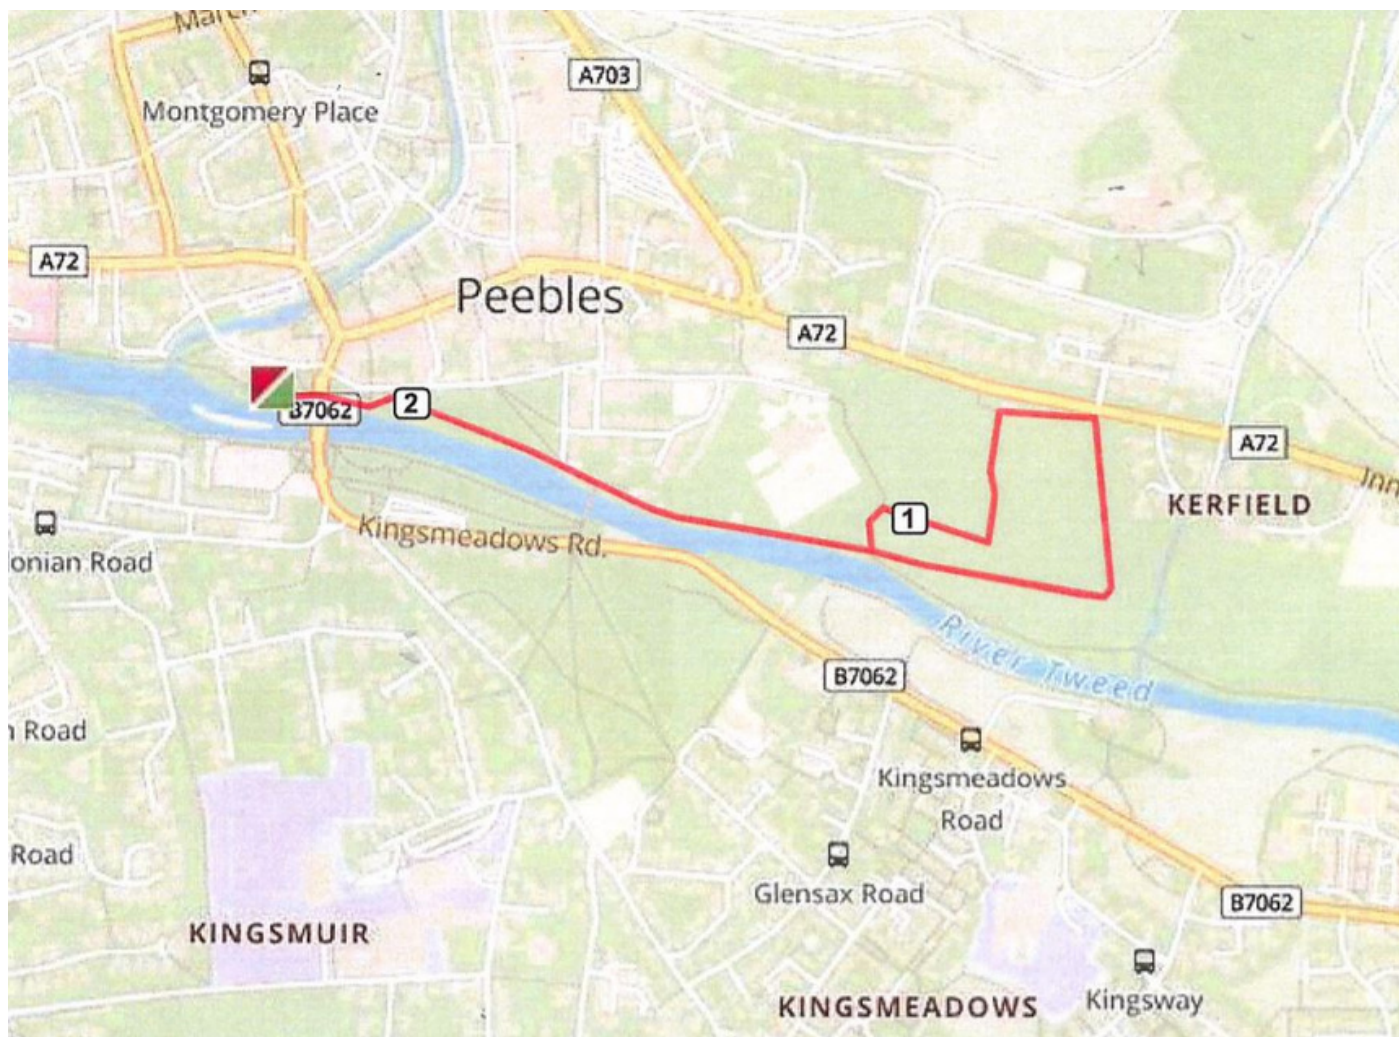 Montgomery Place
A703
A72
Peebles
A72
B7062
2
A72
Inn
1
KERFIELD
Kingsmeadows Rd.
onian Road
River Tweed
B7062
Road
Kingsmeadows
Road
Road
Glensax Road
B7062
KINGSMUIR
Kingsway
KINGSMEADOWS